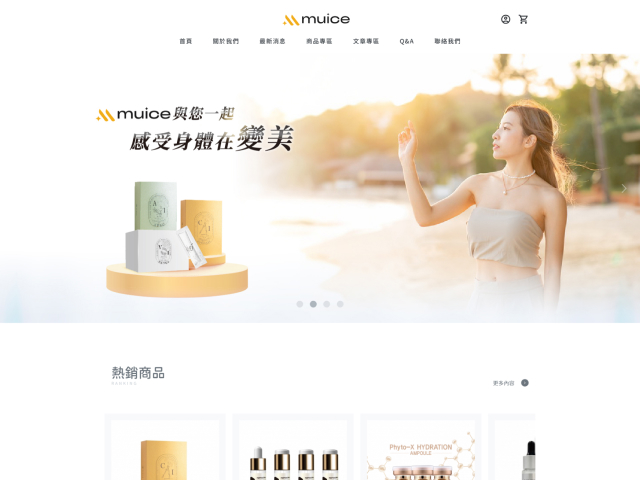 muice
首頁
關於我們
最新消息
商品專區
文章專區
Q&A
聯絡我們
muice與您一起
感受身體在變美
熱銷商品
RANKING
更多內容
Phyto-X HYDRATION
AMPOULE